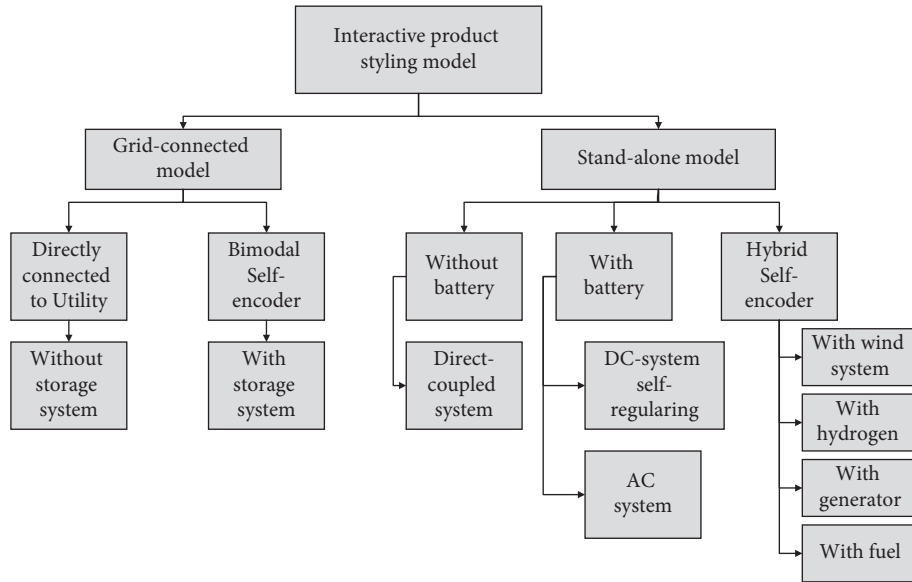 Interactive product
styling model
Grid-connected
model
Stand-alone model
Directly
connected
to Utility
Bimodal
Self-
encoder
Without
battery
With
battery
Hybrid
Self-
encoder
Without
storage
system
With
storage
system
Direct-
coupled
system
DC-system
self-
regularing
AC
system
With wind
system
With
hydrogen
With
generator
With fuel